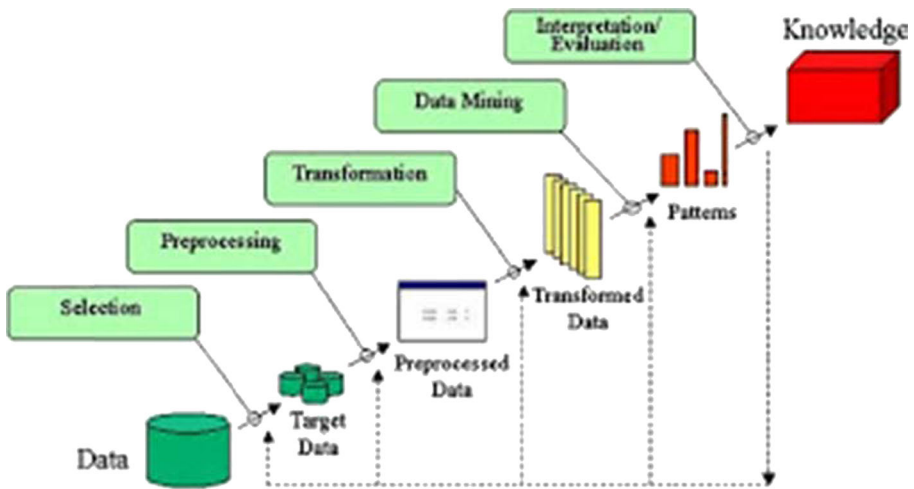 Interpretation/
Evaluation
Knowledge
Data Mining
Patterns
Transformation
Transformed
Data
Preprocessing
Preprocessed
Data
Selection
Target
Data
Data